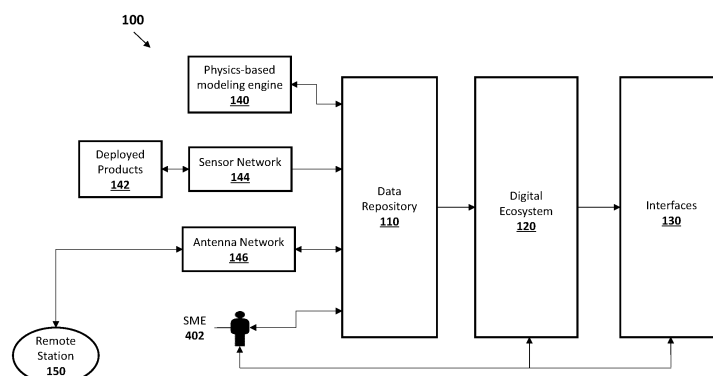 100
Physics-based
modeling engine
140
Deployed
Products
142
Sensor Network
144
Antenna Network
146
SME
402
Remote
Station
150
Data
Repository
110
Digital
Ecosystem
120
Interfaces
130